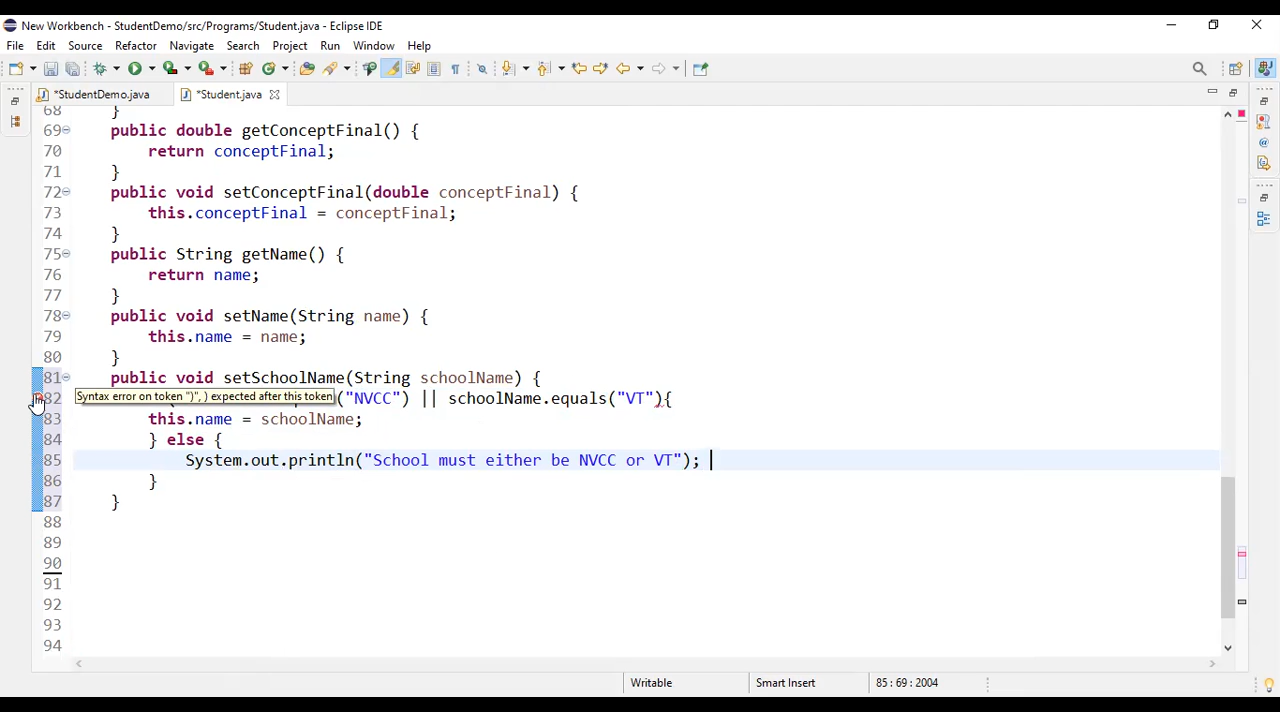 New Workbench - StudentDemo/src/Programs/Student.java - Eclipse IDE
File Edit Source Refactor Navigate Search Project Run Window Help
*StudentDemo.java *Student.java
68 }
69 public double getConceptFinal() {
70 return conceptFinal;
71 }
72 public void setConceptFinal(double conceptFinal) {
73 this.conceptFinal = conceptFinal;
74 }
75 public String getName() {
76 return name;
77 }
78 public void setName(String name) {
79 this.name = name;
80 }
81 public void setSchoolName(String schoolName) {
Syntax error on token ")", ) expected after this token
82 ("NVCC") || schoolName.equals("VT"){
83 this.name = schoolName;
84 } else {
85 System.out.println("School must either be NVCC or VT");
86 }
87 }
88
89
90
91
92
93
94
Writable Smart Insert 85 : 69 : 2004